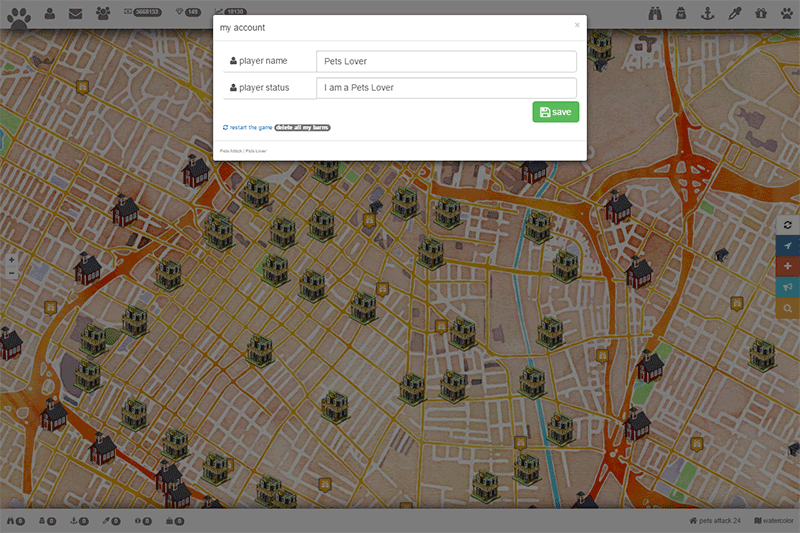 3668153 149 18130
my account ×
player name Pets Lover
player status I am a Pets Lover
save
restart the game delete all my barns
Pets Attack | Pets Lover
+
−
0 0 0 0 0 0
pets attack 24 watercolor